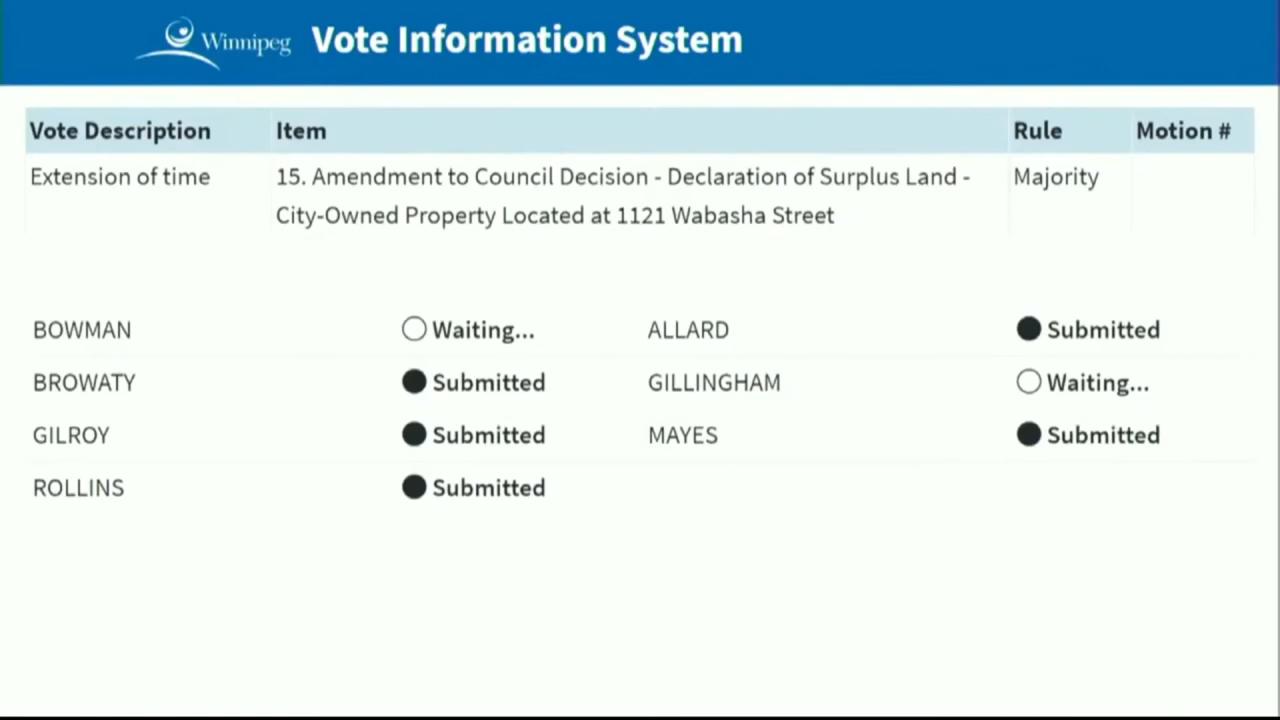 Winnipeg Vote Information System
Vote Description Item Rule Motion #
Extension of time 15. Amendment to Council Decision - Declaration of Surplus Land - Majority
City-Owned Property Located at 1121 Wabasha Street
BOWMAN Waiting... ALLARD Submitted
BROWATY Submitted GILLINGHAM Waiting...
GILROY Submitted MAYES Submitted
ROLLINS Submitted